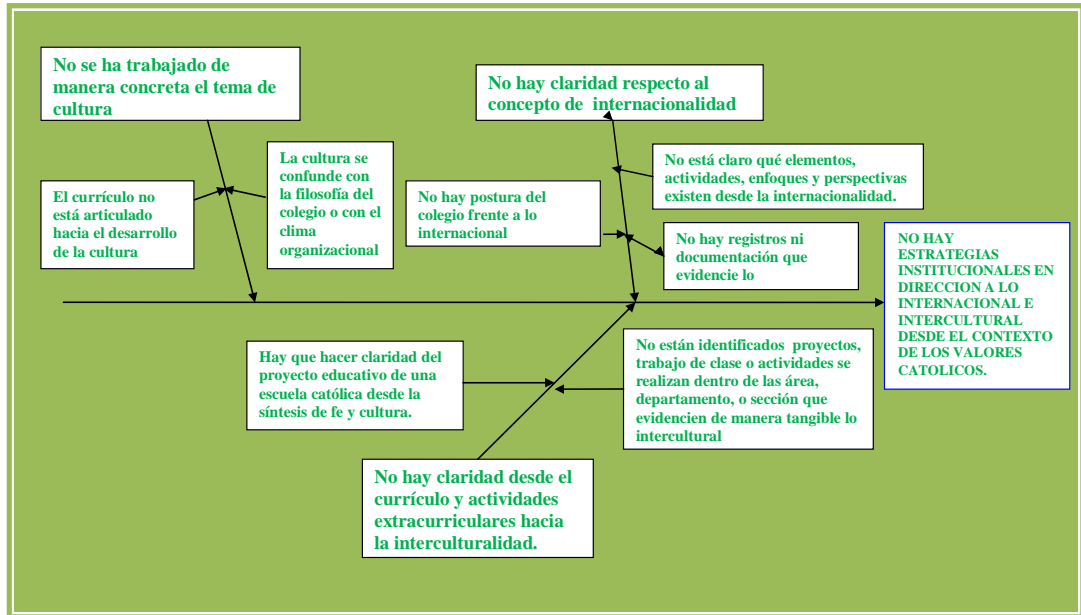 No se ha trabajado de
manera concreta el tema de
cultura
No hay claridad respecto al
concepto de internacionalidad
La cultura se
confunde con
la filosofía del
colegio o con el
clima
organizacional
El currículo no
está articulado
hacia el desarrollo
de la cultura
No está claro qué elementos,
actividades, enfoques y perspectivas
existen desde la internacionalidad.
No hay postura del
colegio frente a lo
internacional
No hay registros ni
documentación que
evidencie lo
NO HAY
ESTRATEGIAS
INSTITUCIONALES EN
DIRECCION A LO
INTERNACIONAL E
INTERCULTURAL
DESDE EL CONTEXTO
DE LOS VALORES
CATOLICOS.
Hay que hacer claridad del
proyecto educativo de una
escuela católica desde la
síntesis de fe y cultura.
No están identificados proyectos,
trabajo de clase o actividades se
realizan dentro de las área,
departamento, o sección que
evidencien de manera tangible lo
intercultural
No hay claridad desde el
currículo y actividades
extracurriculares hacia
la interculturalidad.